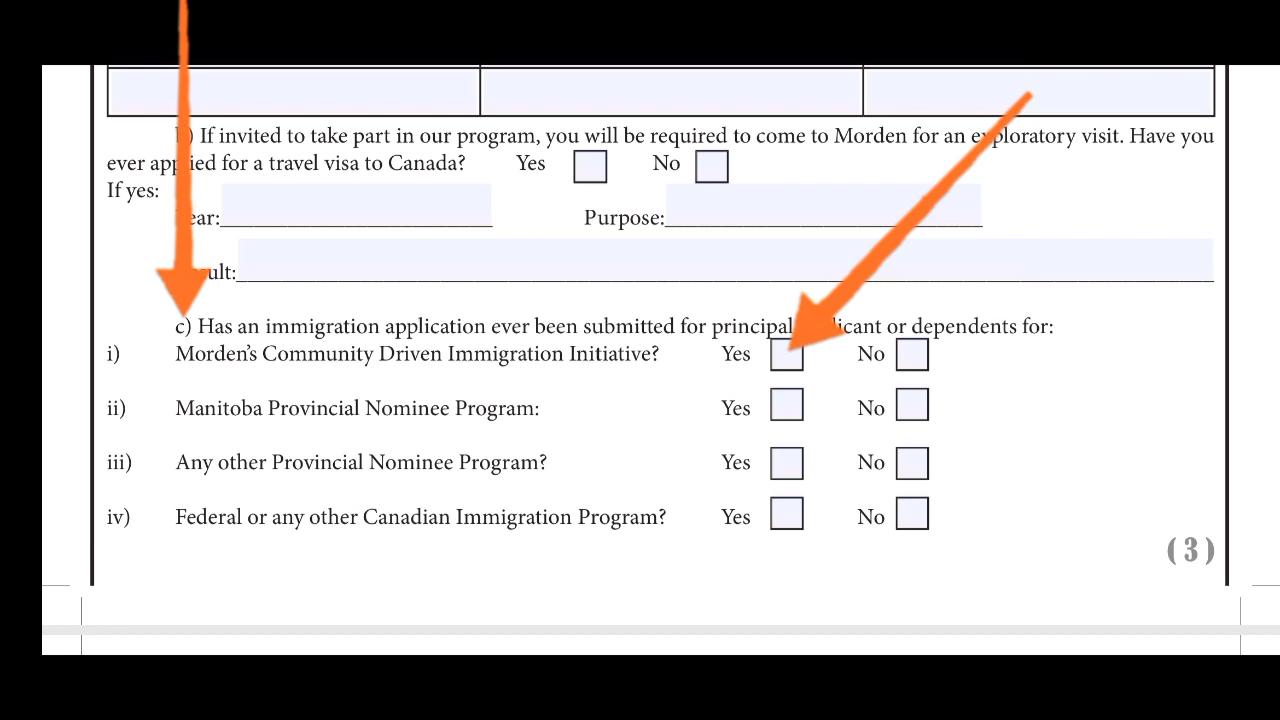 b) If invited to take part in our program, you will be required to come to Morden for an exploratory visit. Have you
ever applied for a travel visa to Canada? Yes No
If yes:
Year: Purpose:
Result:
c) Has an immigration application ever been submitted for principal applicant or dependents for:
i) Morden's Community Driven Immigration Initiative? Yes No
ii) Manitoba Provincial Nominee Program: Yes No
iii) Any other Provincial Nominee Program? Yes No
iv) Federal or any other Canadian Immigration Program? Yes No
(3)